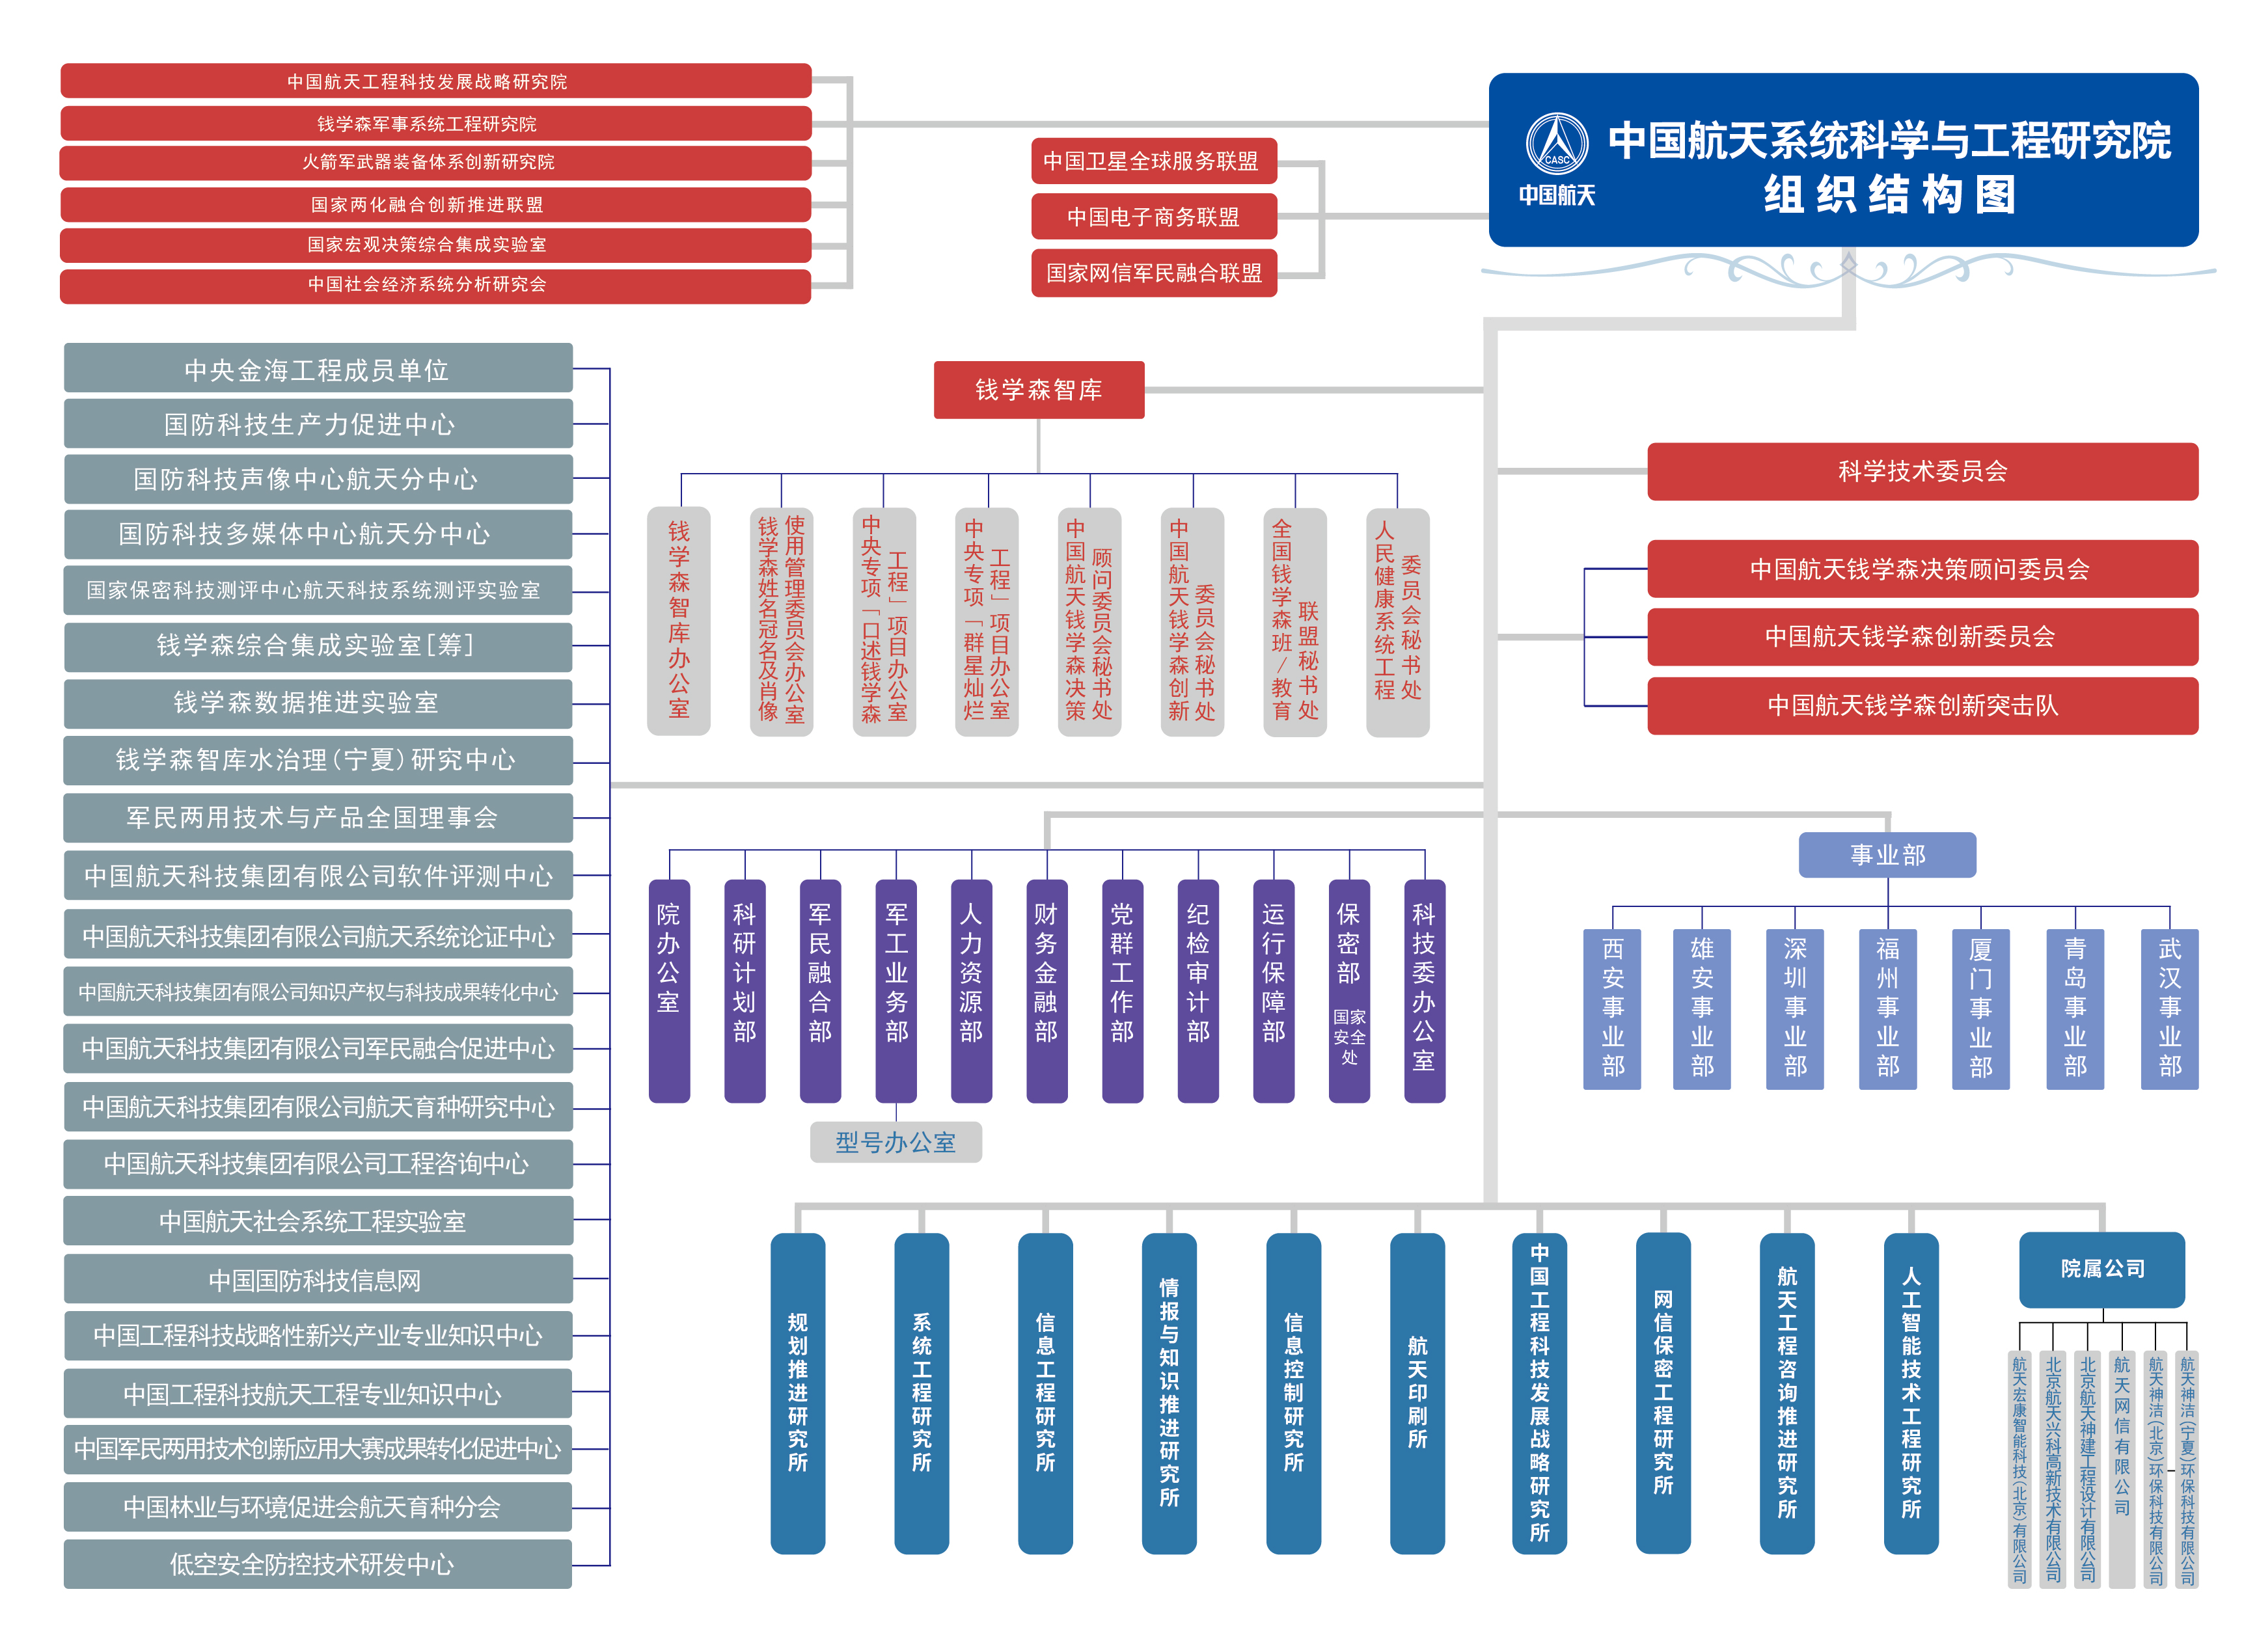 中国航天系统科学与工程研究院
组织结构图
CASC
中国航天
中国航天工程科技发展战略研究院
钱学森军事系统工程研究院
火箭军武器装备体系创新研究院
国家两化融合创新推进联盟
国家宏观决策综合集成实验室
中国社会经济系统分析研究会
中国卫星全球服务联盟
中国电子商务联盟
国家网信军民融合联盟
中央金海工程成员单位
国防科技生产力促进中心
国防科技声像中心航天分中心
国防科技多媒体中心航天分中心
国家保密科技测评中心航天科技系统测评实验室
钱学森综合集成实验室[筹]
钱学森数据推进实验室
钱学森智库水治理(宁夏)研究中心
军民两用技术与产品全国理事会
中国航天科技集团有限公司软件评测中心
中国航天科技集团有限公司航天系统论证中心
中国航天科技集团有限公司知识产权与科技成果转化中心
中国航天科技集团有限公司军民融合促进中心
中国航天科技集团有限公司航天育种研究中心
中国航天科技集团有限公司工程咨询中心
中国航天社会系统工程实验室
中国国防科技信息网
中国工程科技战略性新兴产业专业知识中心
中国工程科技航天工程专业知识中心
中国军民两用技术创新应用大赛成果转化促进中心
中国林业与环境促进会航天育种分会
低空安全防控技术研发中心
钱学森智库
钱学森智库办公室
钱学森姓名冠名及肖像
使用管理委员会办公室
中央专项「口述钱学森
工程」项目办公室
中央专项「群星灿烂
工程」项目办公室
中国航天钱学森决策
顾问委员会秘书处
中国航天钱学森创新
委员会秘书处
全国钱学森班/教育
联盟秘书处
人民健康系统工程
委员会秘书处
科学技术委员会
中国航天钱学森决策顾问委员会
中国航天钱学森创新委员会
中国航天钱学森创新突击队
院办公室
科研计划部
军民融合部
军工业务部
人力资源部
财务金融部
党群工作部
纪检审计部
运行保障部
保密部
国家
安全
处
科技委办公室
型号办公室
事业部
西安事业部
雄安事业部
深圳事业部
福州事业部
厦门事业部
青岛事业部
武汉事业部
规划推进研究所
系统工程研究所
信息工程研究所
情报与知识推进研究所
信息控制研究所
航天印刷所
中国工程科技发展战略研究所
网信保密工程研究所
航天工程咨询推进研究所
人工智能技术工程研究所
院属公司
航天宏康智能科技(北京)有限公司
北京航天兴科高新技术有限公司
北京航天神建工程设计有限公司
航天网信有限公司
航天神洁(北京)环保科技有限公司
航天神洁(宁夏)环保科技有限公司